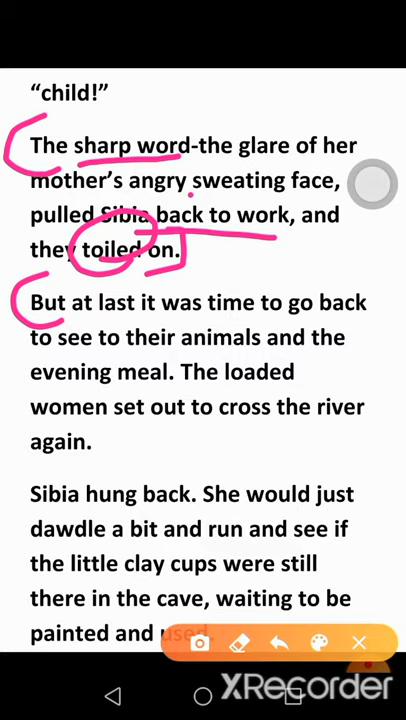 “child!”
The sharp word-the glare of her
mother’s angry sweating face,
pulled Sibia back to work, and
they toiled on.
But at last it was time to go back
to see to their animals and the
evening meal. The loaded
women set out to cross the river
again.
Sibia hung back. She would just
dawdle a bit and run and see if
the little clay cups were still
there in the cave, waiting to be
painted and used.
XRecorder